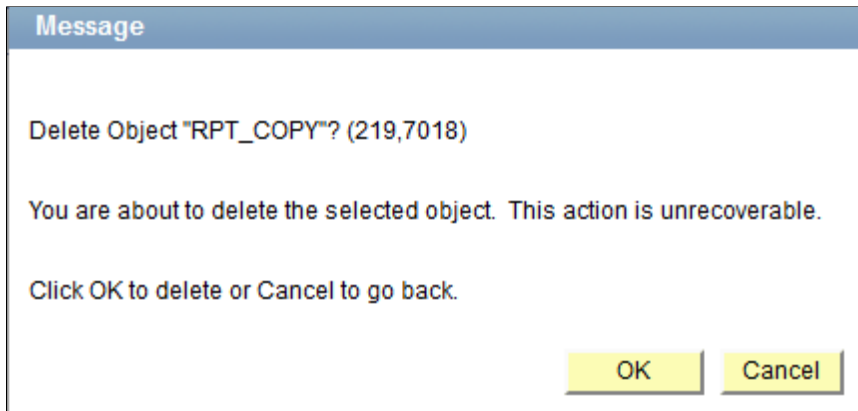 Message
Delete Object "RPT_COPY"? (219,7018)
You are about to delete the selected object.  This action is unrecoverable.
Click OK to delete or Cancel to go back.
OK Cancel